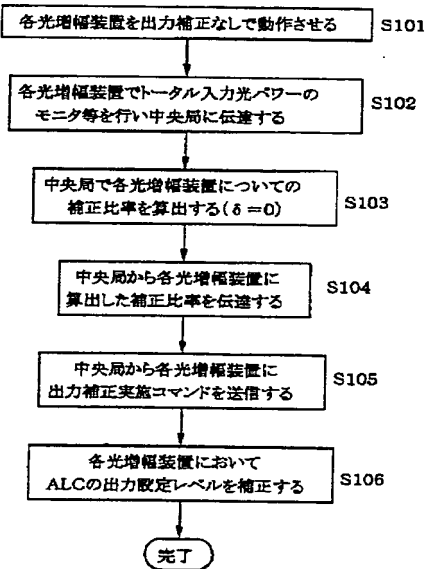 各光増幅装置を出力補正なしで動作させる
S101
各光増幅装置でトータル入力光パワーの
モニタ等を行い中央局に伝達する
S102
中央局で各光増幅装置についての
補正比率を算出する(δ=0)
S103
中央局から各光増幅装置に
算出した補正比率を伝達する
S104
中央局から各光増幅装置に
出力補正実施コマンドを送信する
S105
各光増幅装置において
ALCの出力設定レベルを補正する
S106
完了